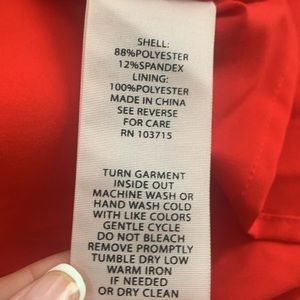 SHELL:
88%POLYESTER
12%SPANDEX
LINING:
100%POLYESTER
MADE IN CHINA
SEE REVERSE
FOR CARE
RN 103715
TURN GARMENT
INSIDE OUT
MACHINE WASH OR
HAND WASH COLD
WITH LIKE COLORS
GENTLE CYCLE
DO NOT BLEACH
REMOVE PROMPTLY
TUMBLE DRY LOW
WARM IRON
IF NEEDED
OR DRY CLEAN